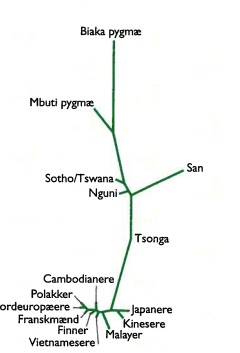 Biaka pygmæ
Mbuti pygmæ
San
Sotho/Tswana
Nguni
Tsonga
Cambodianere
Polakker
ordeuropæere
Japanere
Franskmænd
Kinesere
Finner
Malayer
Vietnamesere